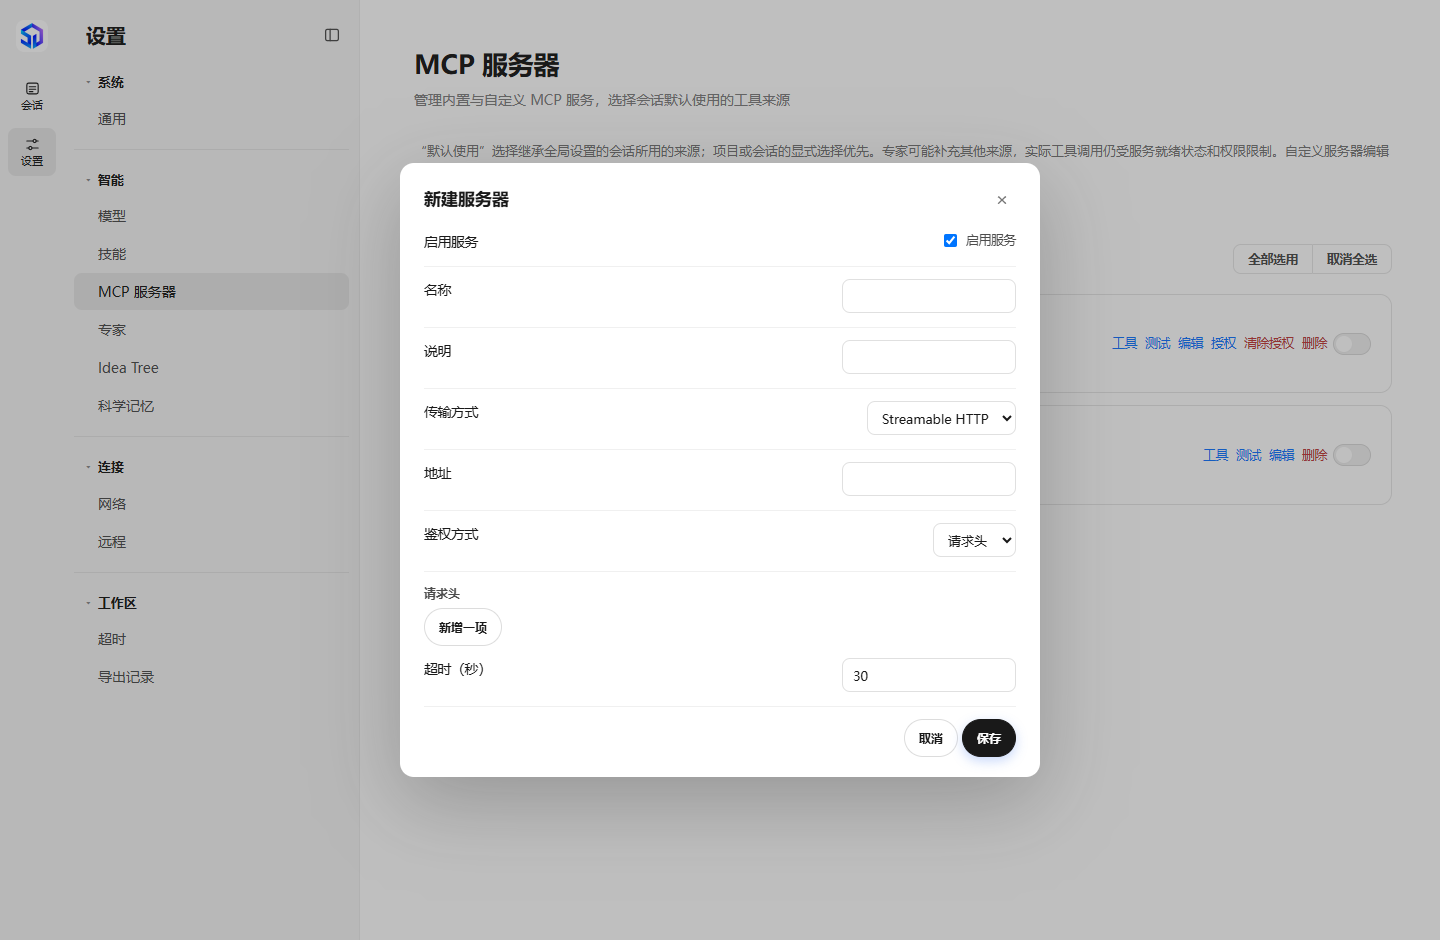 设置
会话
设置
系统
通用
智能
模型
技能
MCP 服务器
专家
Idea Tree
科学记忆
连接
网络
远程
工作区
超时
导出记录
MCP 服务器
管理内置与自定义 MCP 服务，选择会话默认使用的工具来源
“默认使用”选择继承全局设置的会话所用的来源；项目或会话的显式选择优先。专家可能补充其他来源，实际工具调用仍受服务就绪状态和权限限制。自定义服务器编辑
全部选用 取消全选
工具 测试 编辑 授权 清除授权 删除
工具 测试 编辑 删除
新建服务器
启用服务 启用服务
名称
说明
传输方式 Streamable HTTP
地址
鉴权方式 请求头
请求头
新增一项
超时（秒） 30
取消 保存